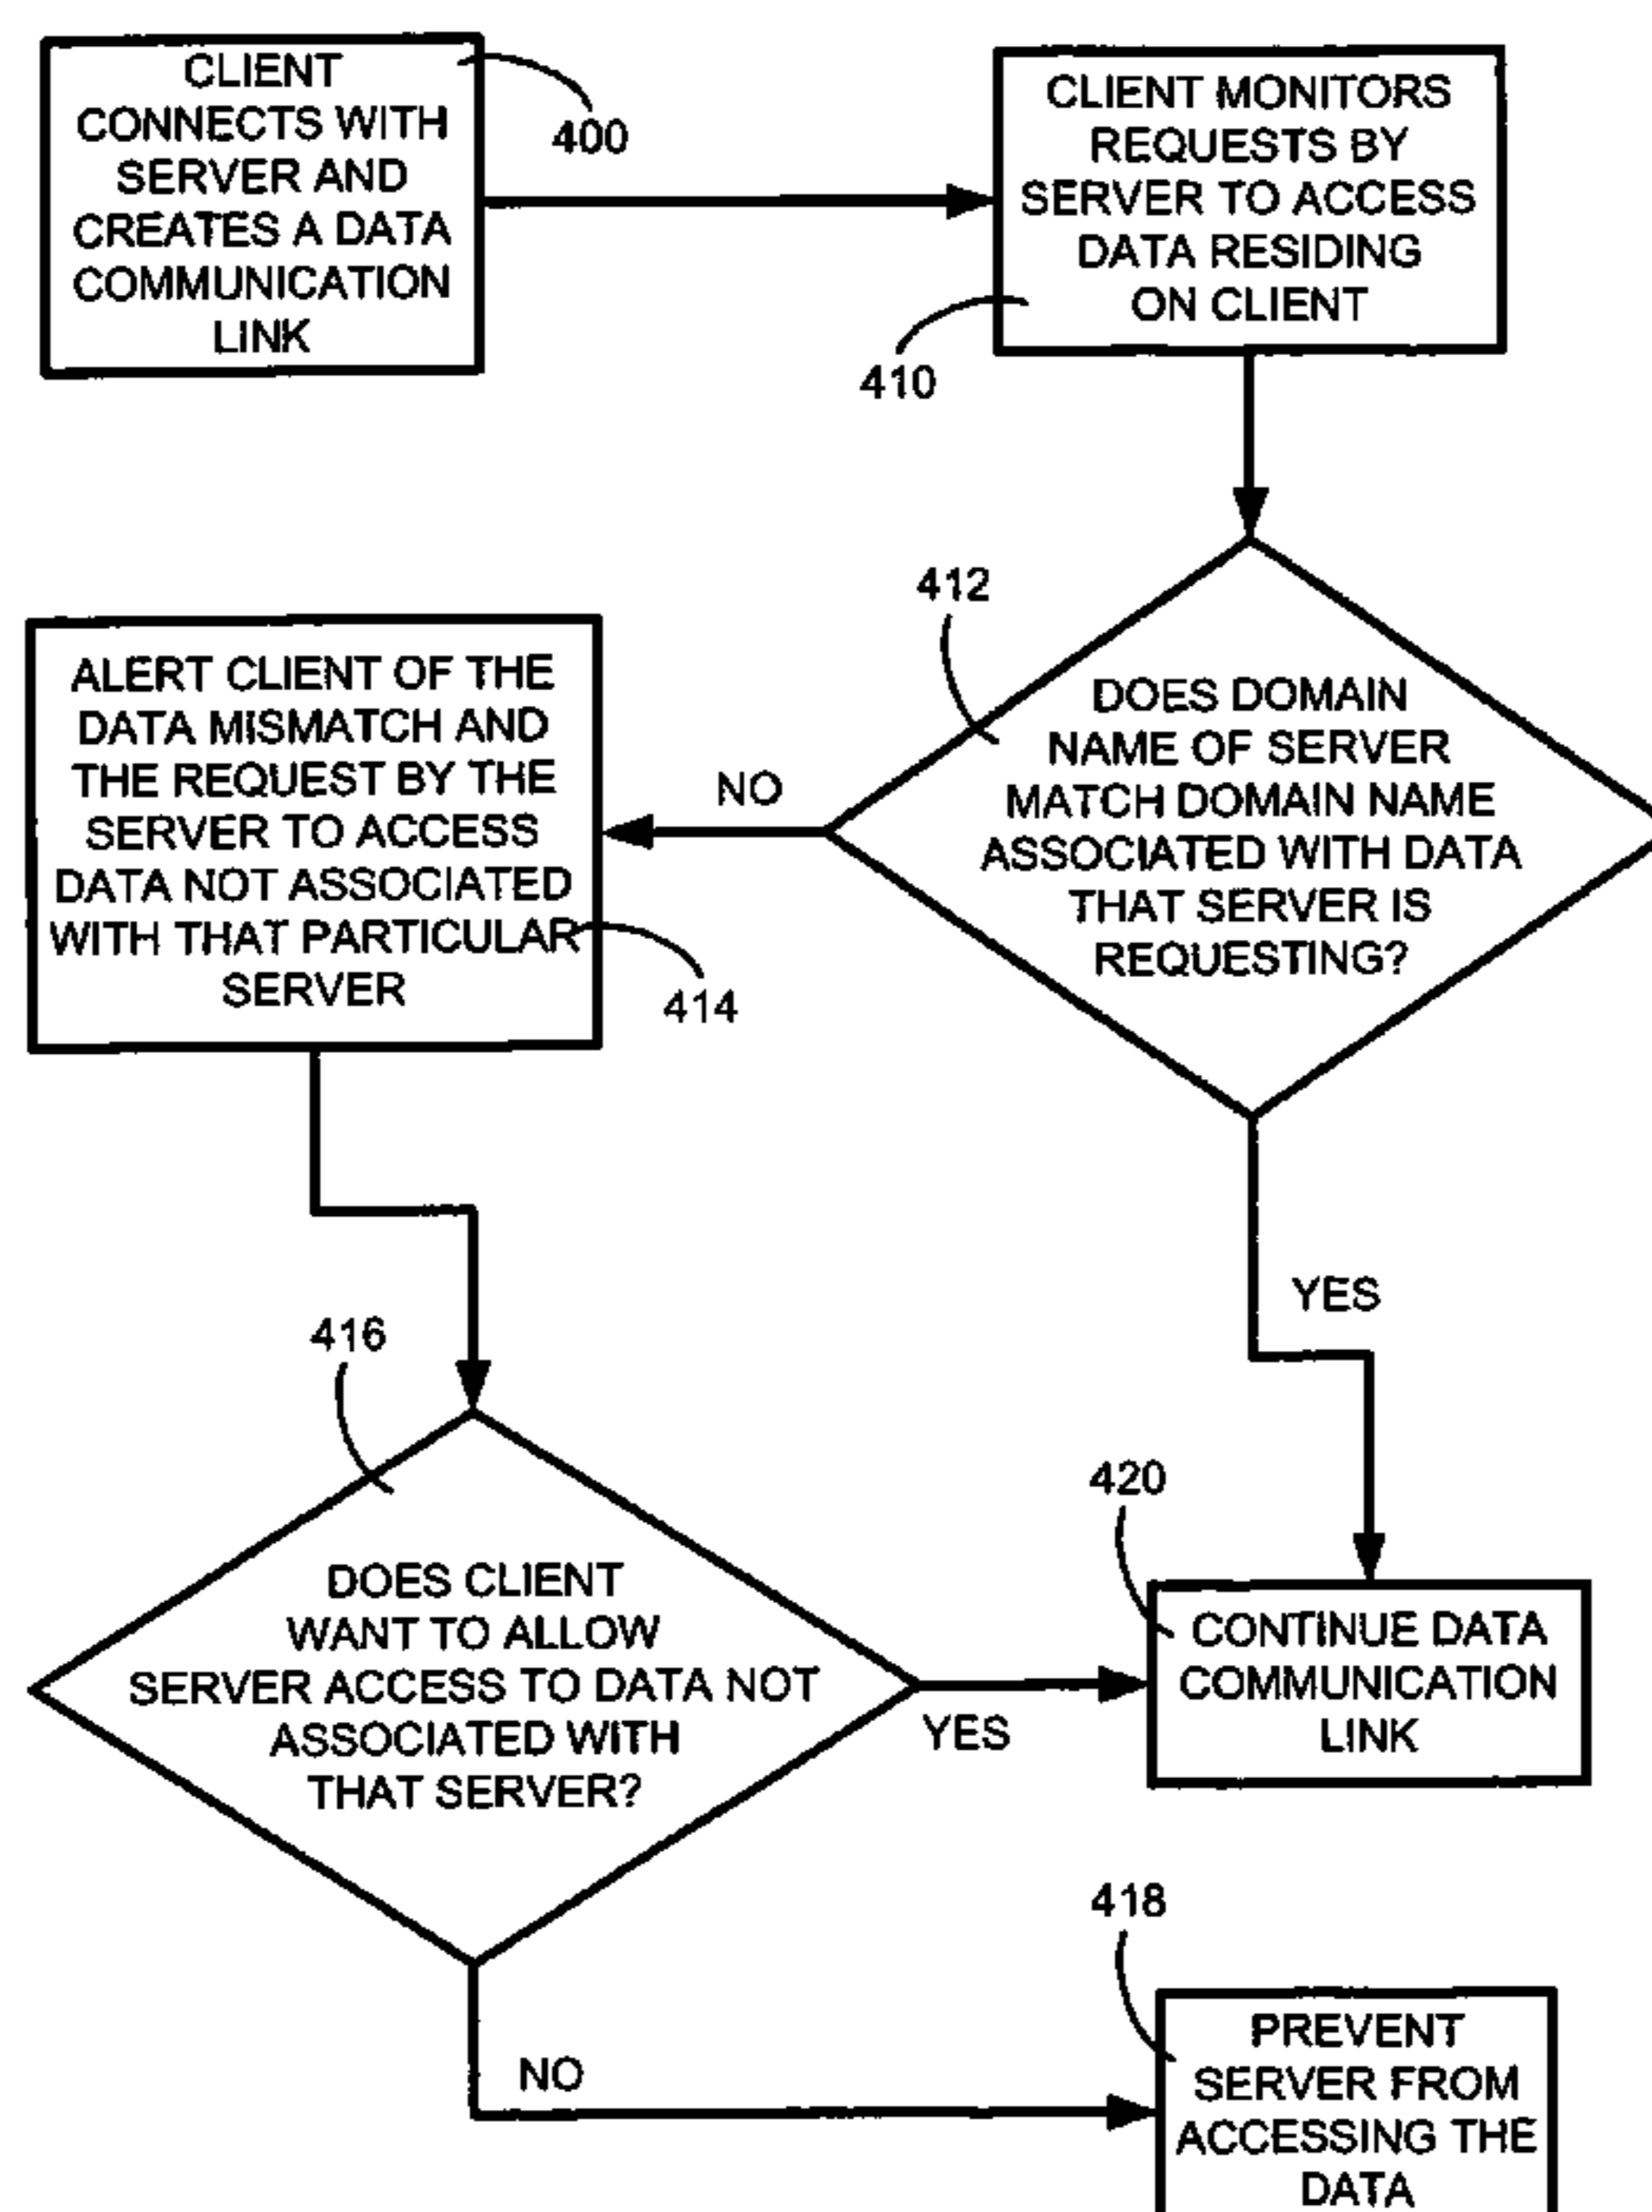 CLIENT
CONNECTS WITH
SERVER AND
CREATES A DATA
COMMUNICATION
LINK
400
CLIENT MONITORS
REQUESTS BY
SERVER TO ACCESS
DATA RESIDING
ON CLIENT
410
412
DOES DOMAIN
NAME OF SERVER
MATCH DOMAIN NAME
ASSOCIATED WITH DATA
THAT SERVER IS
REQUESTING?
NO
YES
ALERT CLIENT OF THE
DATA MISMATCH AND
THE REQUEST BY THE
SERVER TO ACCESS
DATA NOT ASSOCIATED
WITH THAT PARTICULAR
SERVER
414
416
DOES CLIENT
WANT TO ALLOW
SERVER ACCESS TO DATA NOT
ASSOCIATED WITH
THAT SERVER?
YES
420
CONTINUE DATA
COMMUNICATION
LINK
NO
418
PREVENT
SERVER FROM
ACCESSING THE
DATA